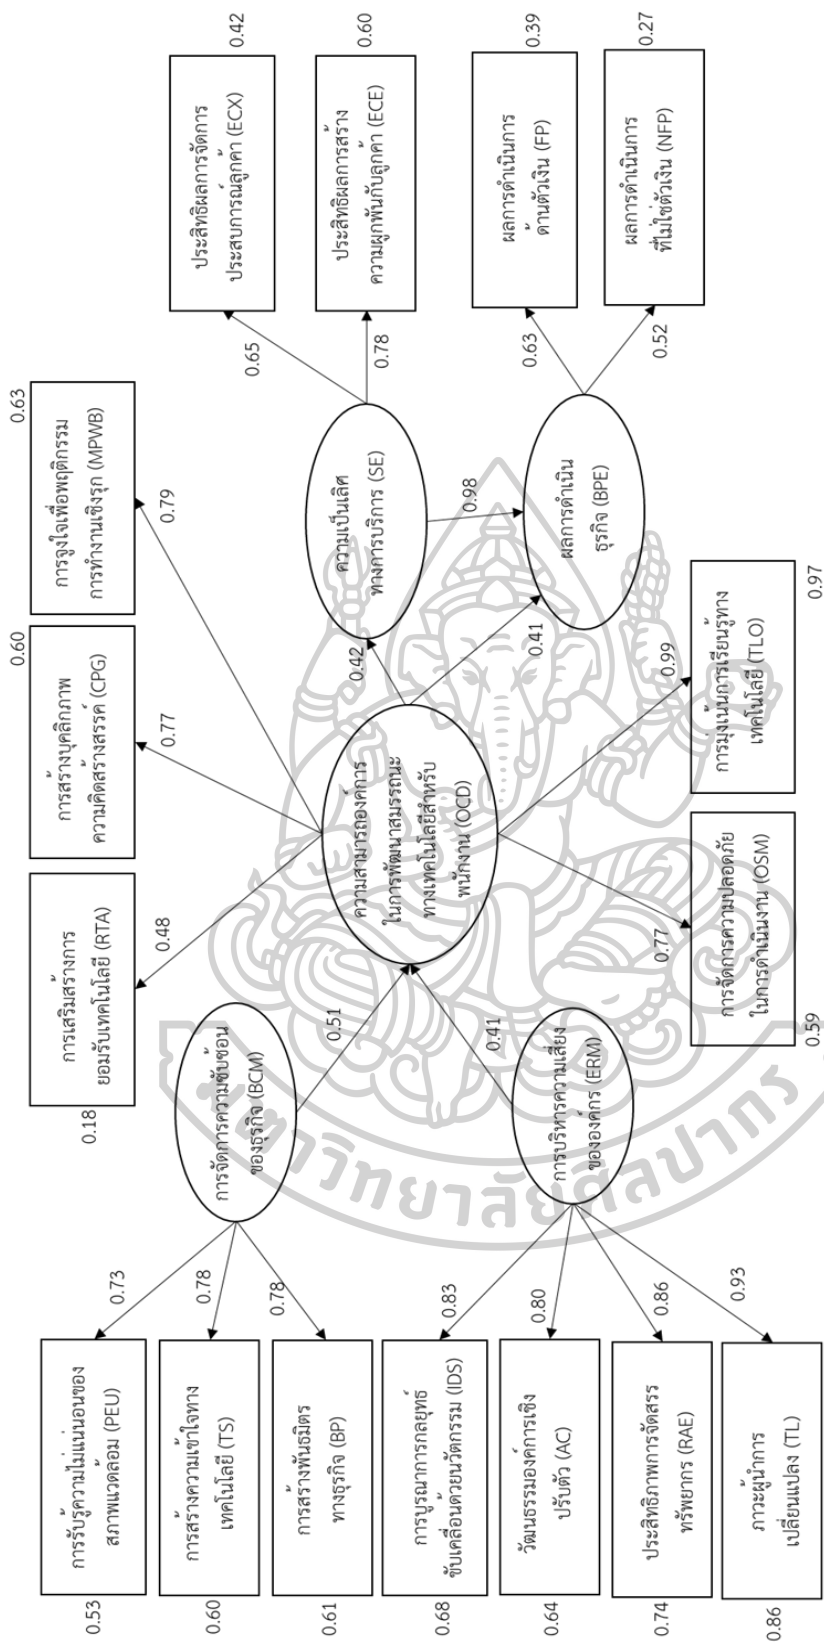 0.53
การรับรู้ความไม่แน่นอนของ
สภาพแวดล้อม (PEU)
0.73
0.60
การสร้างความเข้าใจทาง
เทคโนโลยี (TS)
0.78
0.61
การสร้างพันธมิตร
ทางธุรกิจ (BP)
0.78
0.68
การบูรณาการกลยุทธ์
ขับเคลื่อนด้วยนวัตกรรม (IDS)
0.83
0.64
วัฒนธรรมองค์การเชิง
ปรับตัว (AC)
0.80
0.74
ประสิทธิภาพการจัดสรร
ทรัพยากร (RAE)
0.86
0.86
ภาวะผู้นำการ
เปลี่ยนแปลง (TL)
0.93
การจัดการความซับซ้อน
ของธุรกิจ (BCM)
0.51
การบริหารความเสี่ยง
ขององค์กร (ERM)
0.41
0.18
การเสริมสร้างการ
ยอมรับเทคโนโลยี (RTA)
0.48
0.60
การสร้างบุคลิกภาพ
ความคิดสร้างสรรค์ (CPG)
0.77
0.63
การจูงใจเพื่อพฤติกรรม
การทำงานเชิงรุก (MPWB)
0.79
ความสามารถองค์การ
ในการพัฒนาสมรรถนะ
ทางเทคโนโลยีสำหรับ
พนักงาน (OCD)
0.77
การจัดการความปลอดภัย
ในการดำเนินงาน (OSM)
0.59
0.99
การมุ่งเน้นการเรียนรู้ทาง
เทคโนโลยี (TLO)
0.97
0.42
0.41
ความเป็นเลิศ
ทางการบริการ (SE)
0.98
ผลการดำเนิน
ธุรกิจ (BPE)
0.65
ประสิทธิผลการจัดการ
ประสบการณ์ลูกค้า (ECX)
0.42
0.78
ประสิทธิผลการสร้าง
ความผูกพันกับลูกค้า (ECE)
0.60
0.63
ผลการดำเนินการ
ด้านตัวเงิน (FP)
0.39
0.52
ผลการดำเนินการ
ที่ไม่ใช่ตัวเงิน (NFP)
0.27
มหาวิทยาลัยศิลปากร